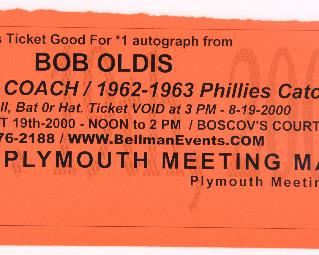 s Ticket Good For *1 autograph from
BOB OLDIS
COACH / 1962-1963 Phillies Catc
ll, Bat 0r Hat. Ticket VOID at 3 PM - 8-19-2000
T 19th-2000 - NOON to 2 PM / BOSCOV'S COURT
76-2188 / www.BellmanEvents.COM
PLYMOUTH MEETING MA
Plymouth Meetin